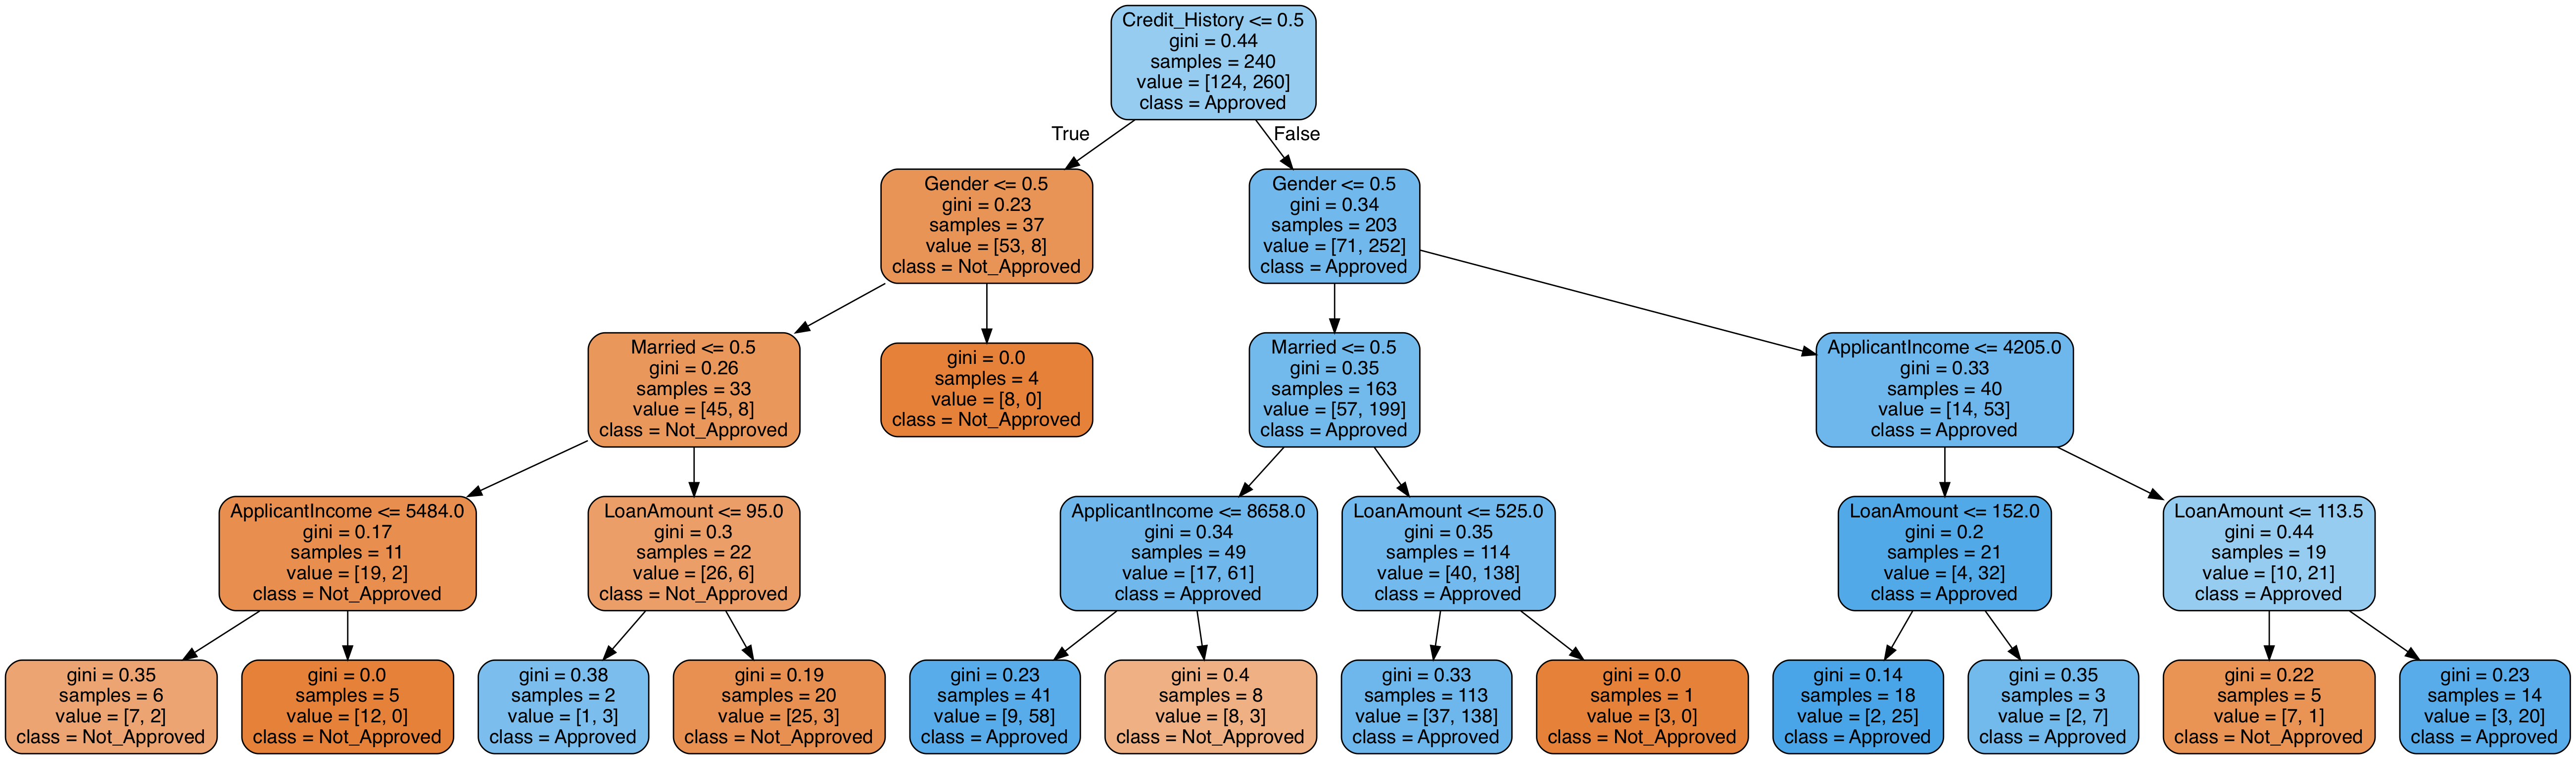 Credit_History <= 0.5
gini = 0.44
samples = 240
value = [124, 260]
class = Approved
True
False
Gender <= 0.5
gini = 0.23
samples = 37
value = [53, 8]
class = Not_Approved
Gender <= 0.5
gini = 0.34
samples = 203
value = [71, 252]
class = Approved
Married <= 0.5
gini = 0.26
samples = 33
value = [45, 8]
class = Not_Approved
gini = 0.0
samples = 4
value = [8, 0]
class = Not_Approved
Married <= 0.5
gini = 0.35
samples = 163
value = [57, 199]
class = Approved
ApplicantIncome <= 4205.0
gini = 0.33
samples = 40
value = [14, 53]
class = Approved
ApplicantIncome <= 5484.0
gini = 0.17
samples = 11
value = [19, 2]
class = Not_Approved
LoanAmount <= 95.0
gini = 0.3
samples = 22
value = [26, 6]
class = Not_Approved
ApplicantIncome <= 8658.0
gini = 0.34
samples = 49
value = [17, 61]
class = Approved
LoanAmount <= 525.0
gini = 0.35
samples = 114
value = [40, 138]
class = Approved
LoanAmount <= 152.0
gini = 0.2
samples = 21
value = [4, 32]
class = Approved
LoanAmount <= 113.5
gini = 0.44
samples = 19
value = [10, 21]
class = Approved
gini = 0.35
samples = 6
value = [7, 2]
class = Not_Approved
gini = 0.0
samples = 5
value = [12, 0]
class = Not_Approved
gini = 0.38
samples = 2
value = [1, 3]
class = Approved
gini = 0.19
samples = 20
value = [25, 3]
class = Not_Approved
gini = 0.23
samples = 41
value = [9, 58]
class = Approved
gini = 0.4
samples = 8
value = [8, 3]
class = Not_Approved
gini = 0.33
samples = 113
value = [37, 138]
class = Approved
gini = 0.0
samples = 1
value = [3, 0]
class = Not_Approved
gini = 0.14
samples = 18
value = [2, 25]
class = Approved
gini = 0.35
samples = 3
value = [2, 7]
class = Approved
gini = 0.22
samples = 5
value = [7, 1]
class = Not_Approved
gini = 0.23
samples = 14
value = [3, 20]
class = Approved